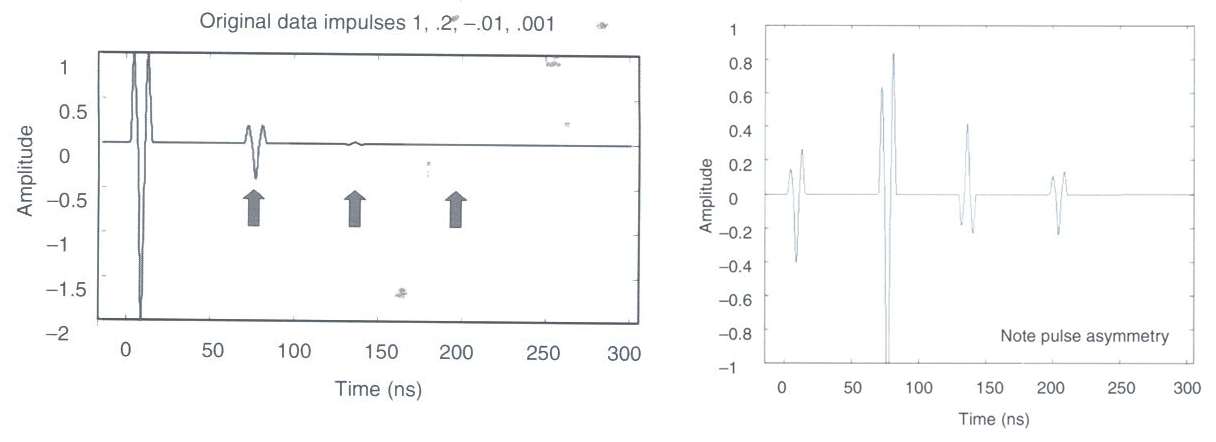 Original data impulses 1, .2, −.01, .001
Amplitude
1
0.5
0
−0.5
−1
−1.5
−2
0 50 100 150 200 250 300
Time (ns)
Amplitude
1
0.8
0.6
0.4
0.2
0
−0.2
−0.4
−0.6
−0.8
−1
Note pulse asymmetry
0 50 100 150 200 250 300
Time (ns)